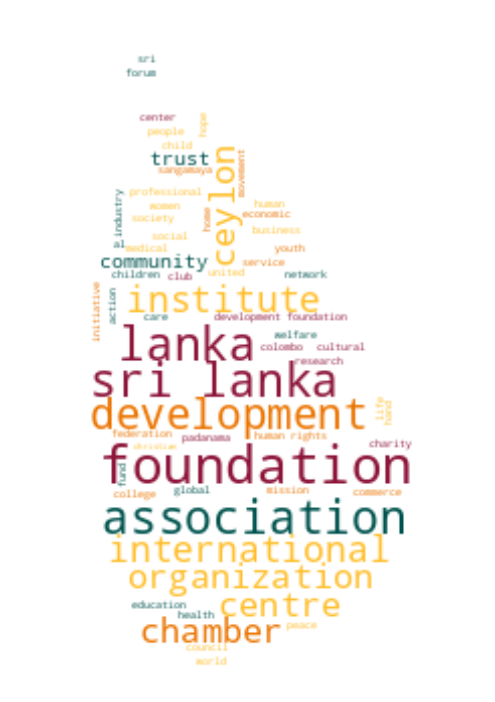 sri
forum
center
hope
people
child
trust
sangamaya
ceylon
movement
professional
women
human
economic
society
home
industry
business
social
al
medical
youth
community
service
children
club
united
network
initiative
action
institute
care
development foundation
lanka
welfare
colombo
cultural
research
sri lanka
development
life
hand
federation
padanama
human rights
christian
charity
foundation
fund
college
global
mission
commerce
association
international
organization
education
centre
health
chamber
peace
council
world